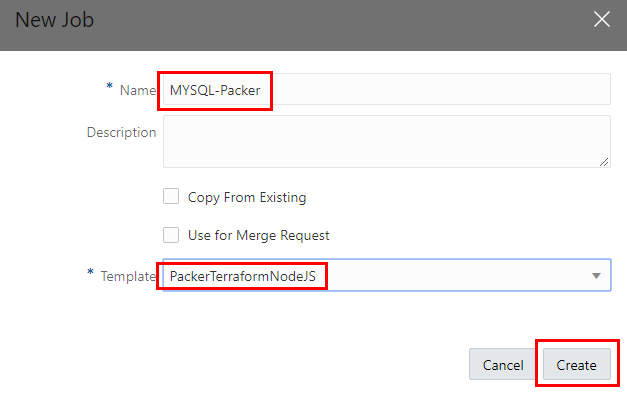 New Job
* Name MYSQL-Packer
Description
Copy From Existing
Use for Merge Request
* Template PackerTerraformNodeJS
Cancel Create